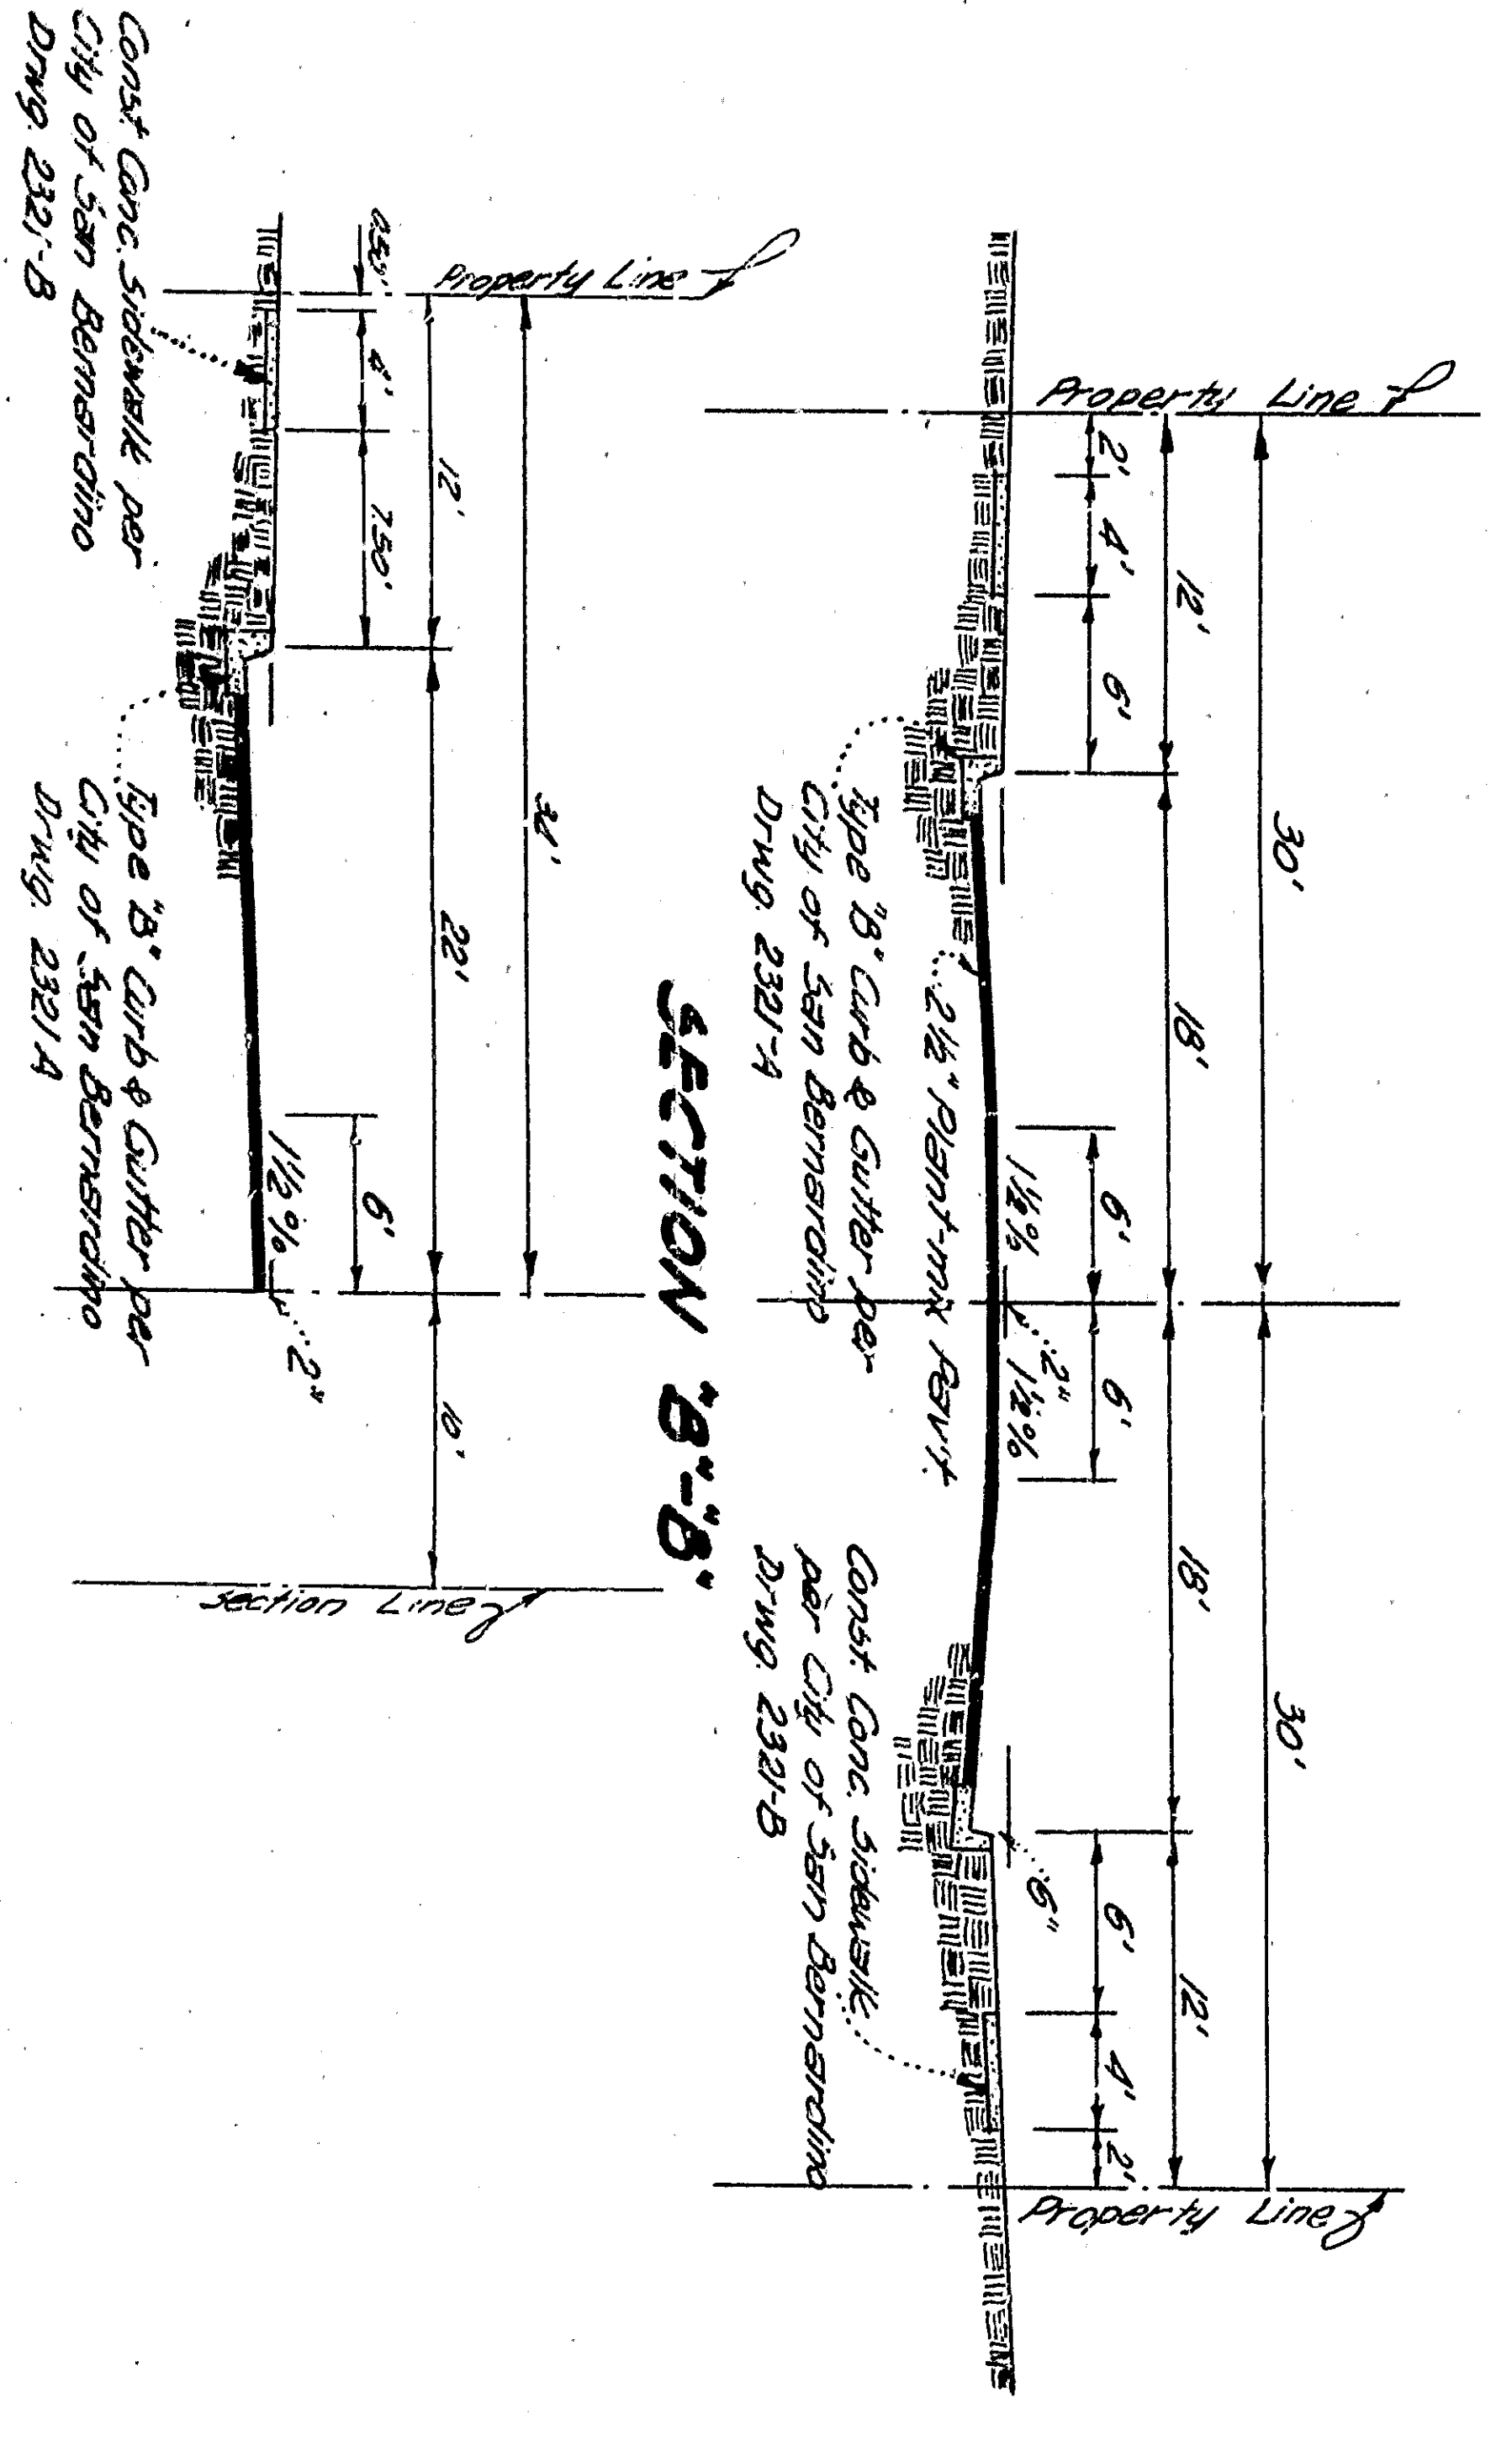 Property Line
Property Line
30'
30'
12'
18'
18'
12'
2'
4'
6'
6'
6'
6'
4'
2'
2"
1½%
1½%
6"
2½" Plant-mix Pav't.
Type "B" Curb & Gutter per
City of San Bernardino
Drwg. 2321-A
Const. Conc. Sidewalk
per City of San Bernardino
Drwg. 2321-B
SECTION "B"-"B"
Property Line
Section Line
34'
12'
22'
10'
0.50'
4'
7.50'
6'
1½%
2"
Const. Conc. Sidewalk per
City of San Bernardino
Drwg. 2321-B
Type "B" Curb & Gutter per
City of San Bernardino
Drwg. 2321 A